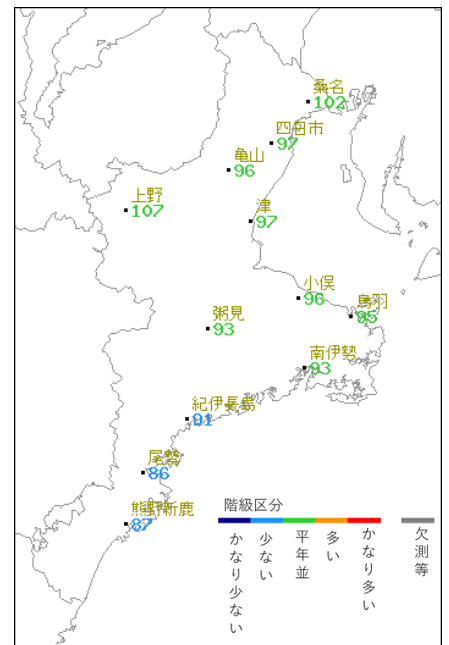 桑名
102
四日市
97
亀山
96
上野
107
津
97
小俣
96
鳥羽
95
粥見
93
南伊勢
93
紀伊長島
91
尾鷲
86
熊野新鹿
87
階級区分
かなり少ない
少ない
平年並
多い
かなり多い
欠測等